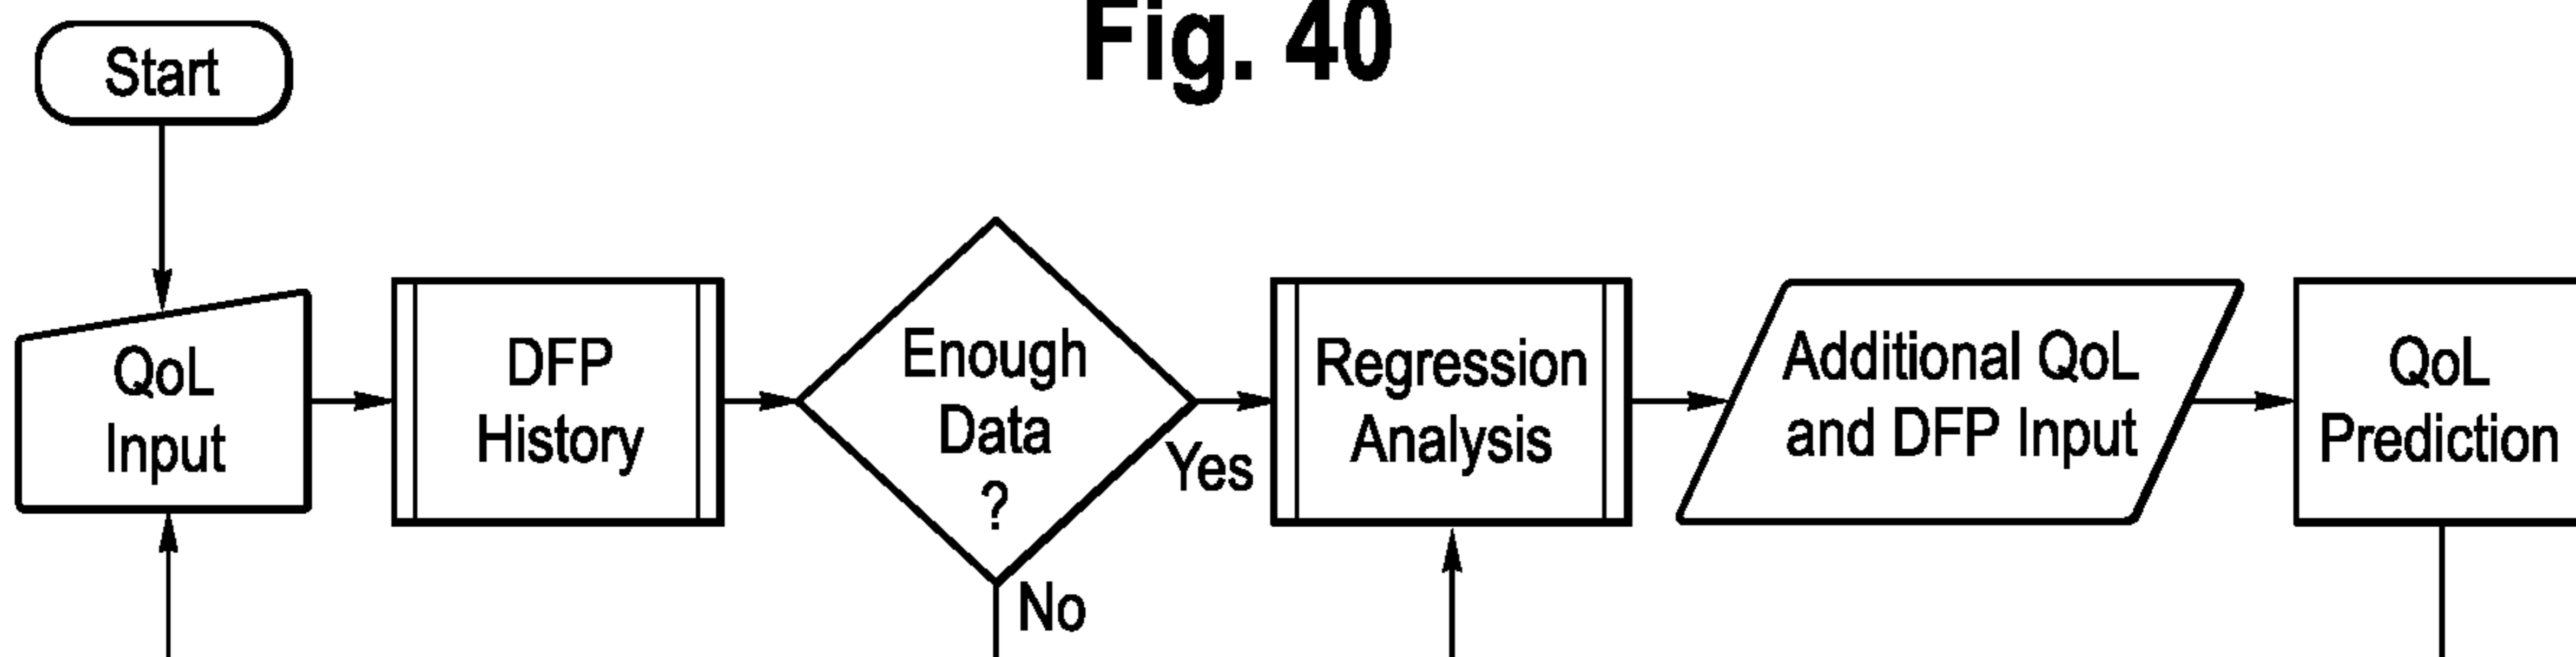 Fig. 40
Start
QoL
Input
DFP
History
Enough
Data
?
Yes
No
Regression
Analysis
Additional QoL
and DFP Input
QoL
Prediction